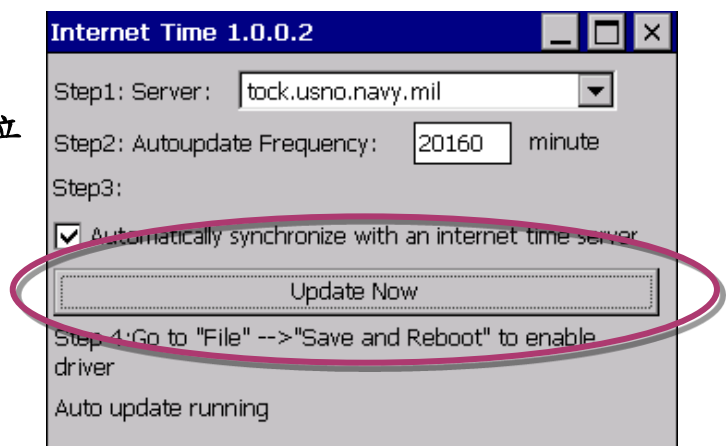 Internet Time 1.0.0.2
Step1: Server: tock.usno.navy.mil
立
Step2: Autoupdate Frequency: 20160 minute
Step3:
Automatically synchronize with an internet time server
Update Now
Step 4:Go to "File" -->"Save and Reboot" to enable
driver
Auto update running